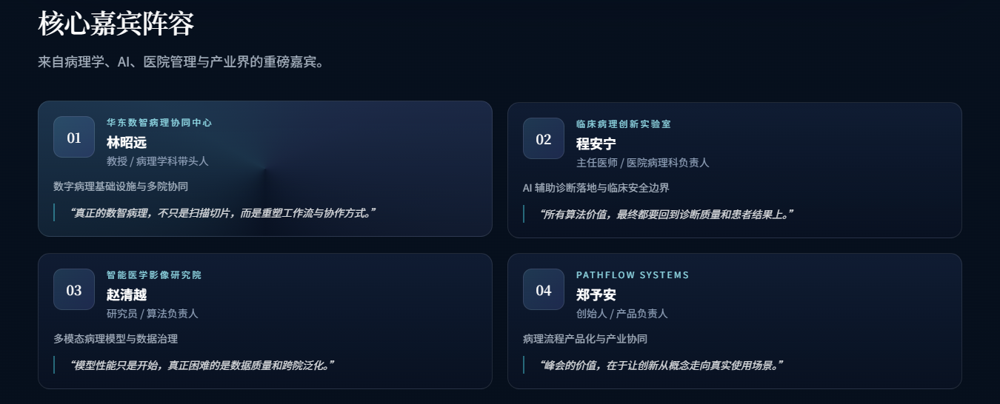 核心嘉宾阵容
来自病理学、AI、医院管理与产业界的重磅嘉宾。
01
华东数智病理协同中心
林昭远
教授 / 病理学科带头人
数字病理基础设施与多院协同
“真正的数智病理，不只是扫描切片，而是重塑工作流与协作方式。”
02
临床病理创新实验室
程安宁
主任医师 / 医院病理科负责人
AI 辅助诊断落地与临床安全边界
“所有算法价值，最终都要回到诊断质量和患者结果上。”
03
智能医学影像研究院
赵清越
研究员 / 算法负责人
多模态病理模型与数据治理
“模型性能只是开始，真正困难的是数据质量和跨院泛化。”
04
PATHFLOW SYSTEMS
郑予安
创始人 / 产品负责人
病理流程产品化与产业协同
“峰会的价值，在于让创新从概念走向真实使用场景。”